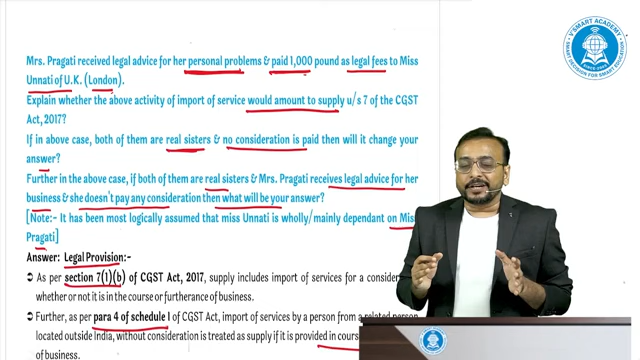 Mrs. Pragati received legal advice for her personal problems & paid 1,000 pound as legal fees to Miss
Unnati of U.K. (London).
Explain whether the above activity of import of service would amount to supply u/s 7 of the CGST
Act, 2017?
If in above case, both of them are real sisters & no consideration is paid then will it change your
answer?
Further in the above case, if both of them are real sisters & Mrs. Pragati receives legal advice for her
business & she doesn't pay any consideration then what will be your answer?
[Note:- It has been most logically assumed that miss Unnati is wholly/mainly dependant on Miss
Pragati]
Answer: Legal Provision:-
➲ As per section 7(1)(b) of CGST Act, 2017, supply includes import of services for a
whether or not it is in the course or furtherance of business.
➲ Further, as per para 4 of schedule I of CGST Act, import of services by a person from a related person
located outside India, without consideration is treated as supply if it is provided in
of business.
V SMART ACADEMY